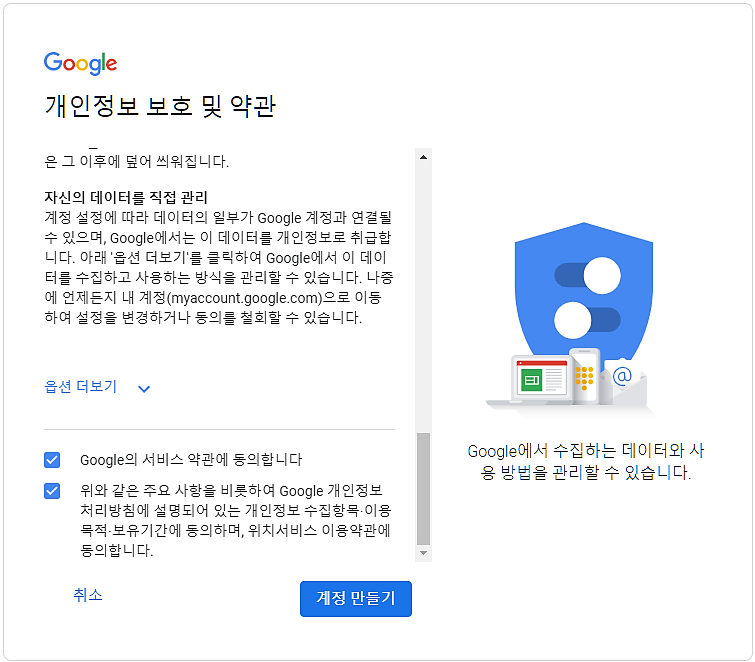 Google
개인정보 보호 및 약관
은 그 이후에 덮어 씌워집니다.
자신의 데이터를 직접 관리
계정 설정에 따라 데이터의 일부가 Google 계정과 연결될
수 있으며, Google에서는 이 데이터를 개인정보로 취급합
니다. 아래 '옵션 더보기'를 클릭하여 Google에서 이 데이
터를 수집하고 사용하는 방식을 관리할 수 있습니다. 나중
에 언제든지 내 계정(myaccount.google.com)으로 이동
하여 설정을 변경하거나 동의를 철회할 수 있습니다.
옵션 더보기
Google의 서비스 약관에 동의합니다
위와 같은 주요 사항을 비롯하여 Google 개인정보
처리방침에 설명되어 있는 개인정보 수집항목·이용
목적·보유기간에 동의하며, 위치서비스 이용약관에
동의합니다.
취소
계정 만들기
@
Google에서 수집하는 데이터와 사
용 방법을 관리할 수 있습니다.